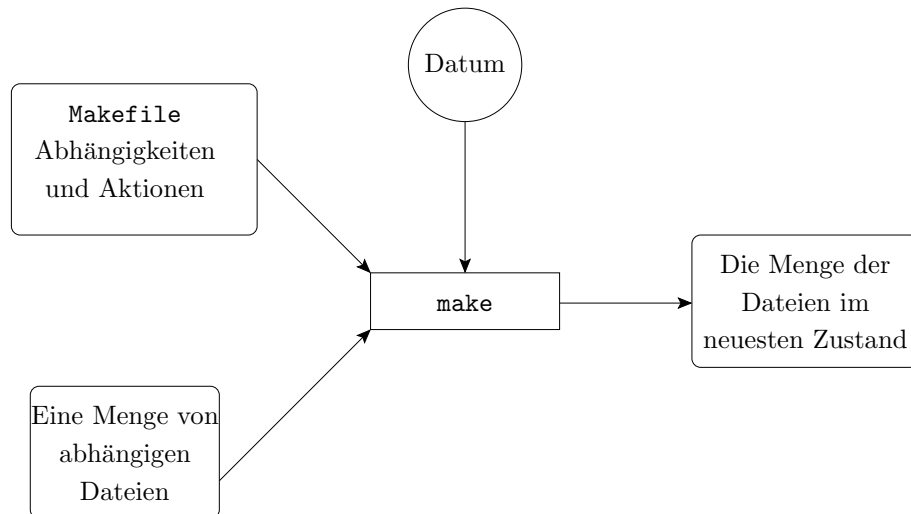 Datum
Makefile
Abhängigkeiten
und Aktionen
make
Die Menge der
Dateien im
neuesten Zustand
Eine Menge von
abhängigen
Dateien